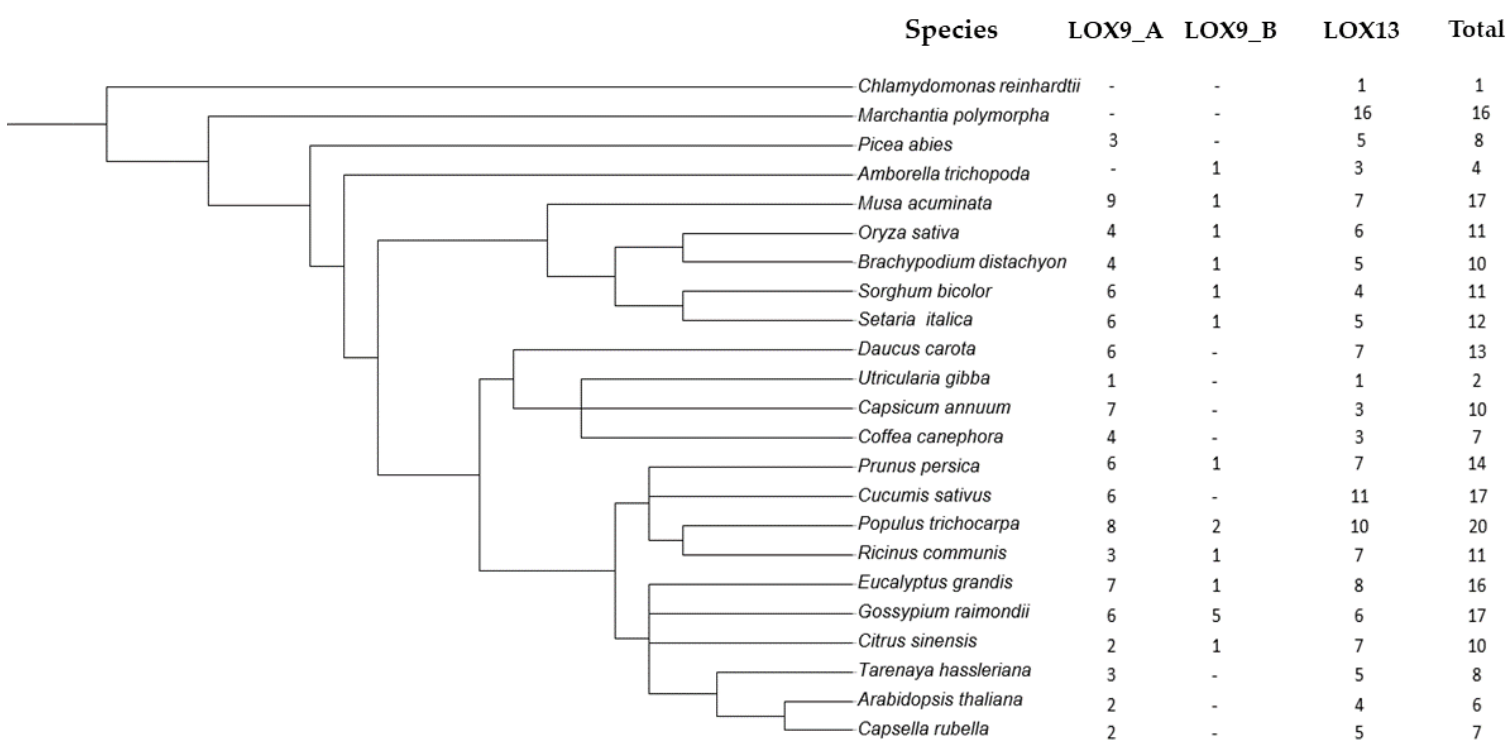 Species LOX9_A LOX9_B LOX13 Total
Chlamydomonas reinhardtii - - 1 1
Marchantia polymorpha - - 16 16
Picea abies 3 - 5 8
Amborella trichopoda - 1 3 4
Musa acuminata 9 1 7 17
Oryza sativa 4 1 6 11
Brachypodium distachyon 4 1 5 10
Sorghum bicolor 6 1 4 11
Setaria italica 6 1 5 12
Daucus carota 6 - 7 13
Utricularia gibba 1 - 1 2
Capsicum annuum 7 - 3 10
Coffea canephora 4 - 3 7
Prunus persica 6 1 7 14
Cucumis sativus 6 - 11 17
Populus trichocarpa 8 2 10 20
Ricinus communis 3 1 7 11
Eucalyptus grandis 7 1 8 16
Gossypium raimondii 6 5 6 17
Citrus sinensis 2 1 7 10
Tarenaya hassleriana 3 - 5 8
Arabidopsis thaliana 2 - 4 6
Capsella rubella 2 - 5 7